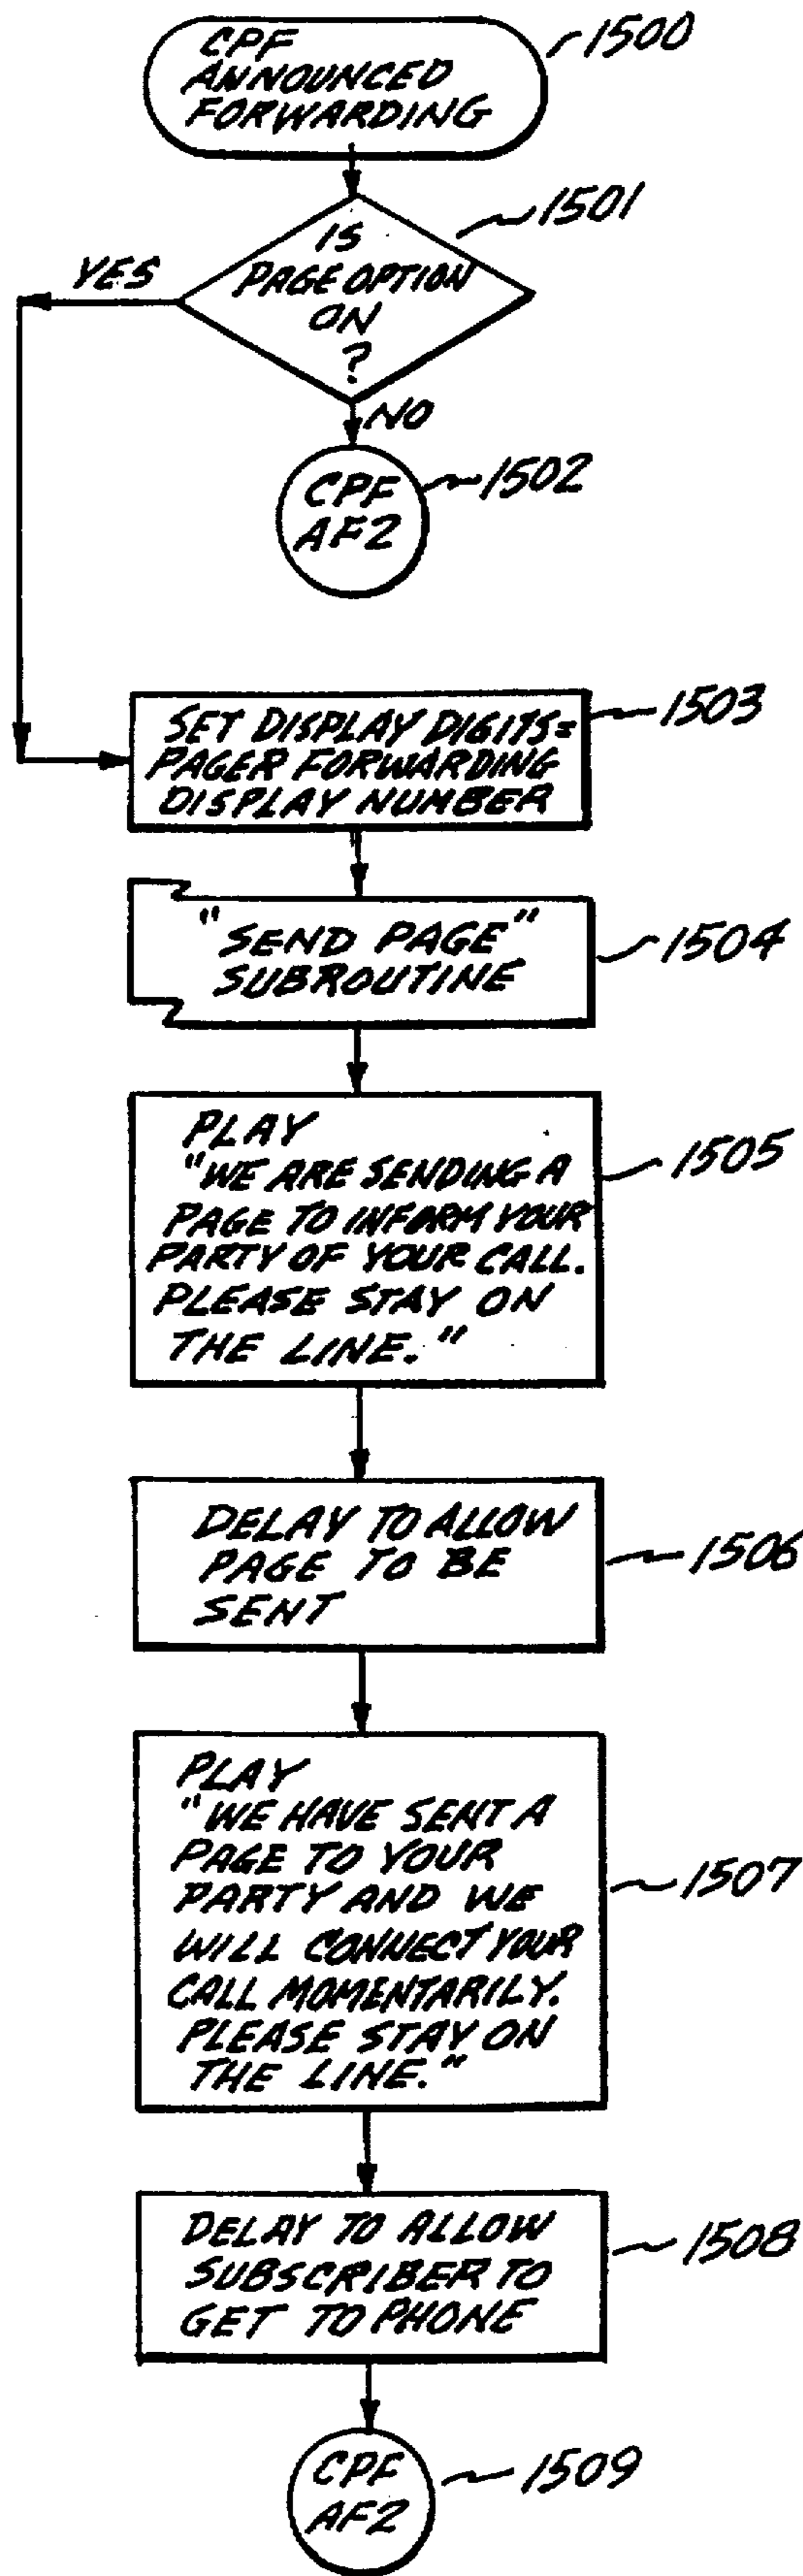 CPF
ANNOUNCED
FORWARDING
1500
IS
PAGE OPTION
ON
?
1501
YES
NO
CPF
AF2
1502
SET DISPLAY DIGITS=
PAGER FORWARDING
DISPLAY NUMBER
1503
"SEND PAGE"
SUBROUTINE
1504
PLAY
"WE ARE SENDING A
PAGE TO INFORM YOUR
PARTY OF YOUR CALL.
PLEASE STAY ON
THE LINE."
1505
DELAY TO ALLOW
PAGE TO BE
SENT
1506
PLAY
"WE HAVE SENT A
PAGE TO YOUR
PARTY AND WE
WILL CONNECT YOUR
CALL MOMENTARILY.
PLEASE STAY ON
THE LINE."
1507
DELAY TO ALLOW
SUBSCRIBER TO
GET TO PHONE
1508
CPF
AF2
1509